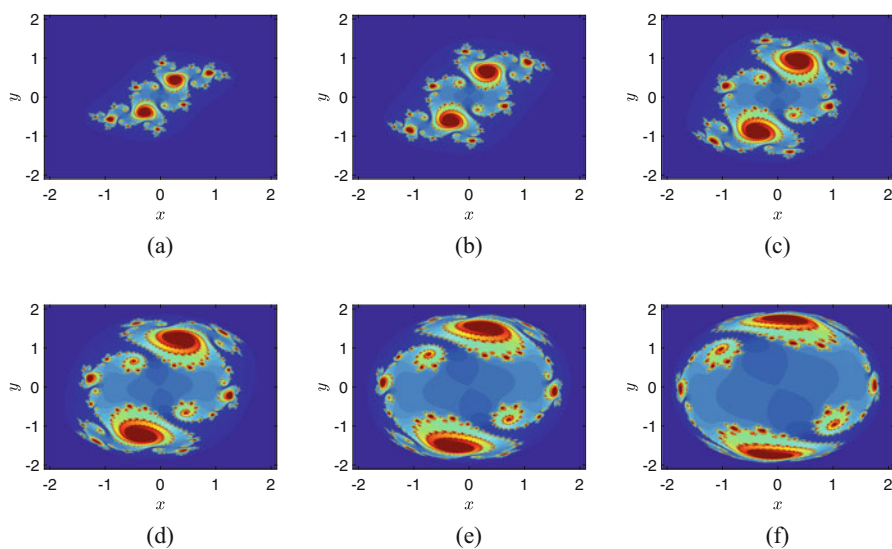 2 2 2
1 1 1
y 0 y 0 y 0
-1 -1 -1
-2 -2 -2
-2 -1 0 1 2 -2 -1 0 1 2 -2 -1 0 1 2
x x x
(a) (b) (c)
2 2 2
1 1 1
y 0 y 0 y 0
-1 -1 -1
-2 -2 -2
-2 -1 0 1 2 -2 -1 0 1 2 -2 -1 0 1 2
x x x
(d) (e) (f)